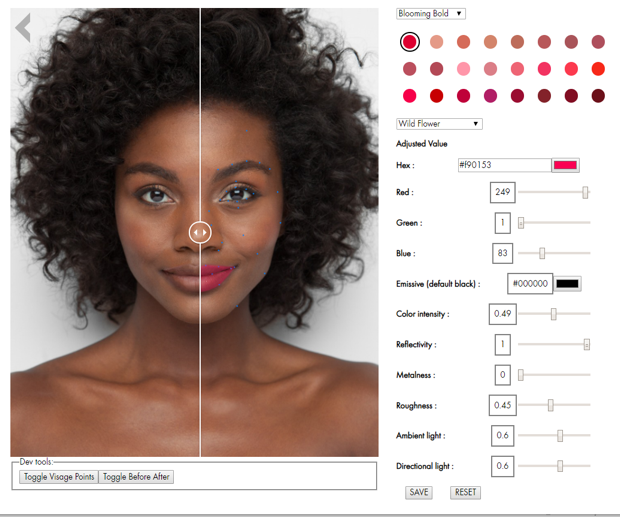 Blooming Bold
Wild Flower
Adjusted Value
Hex : #f90153
Red : 249
Green : 1
Blue : 83
Emissive (default black) : #000000
Color intensity : 0.49
Reflectivity : 1
Metalness : 0
Roughness : 0.45
Ambient light : 0.6
Directional light : 0.6
SAVE RESET
Dev tools:
Toggle Visage Points Toggle Before After